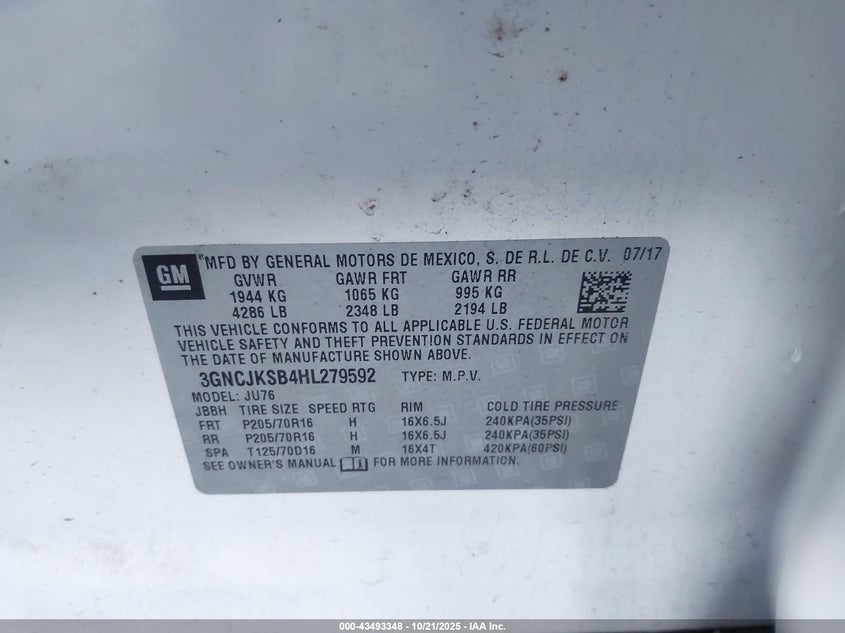 GM
® MFD BY GENERAL MOTORS DE MEXICO, S. DE R.L. DE C.V. 07/17
GVWR GAWR FRT GAWR RR
1944 KG 1065 KG 995 KG
4286 LB 2348 LB 2194 LB
THIS VEHICLE CONFORMS TO ALL APPLICABLE U.S. FEDERAL MOTOR
VEHICLE SAFETY AND THEFT PREVENTION STANDARDS IN EFFECT ON
THE DATE OF MANUFACTURE SHOWN ABOVE.
3GNCJKSB4HL279592 TYPE: M.P.V.
MODEL: JU76
JBBH TIRE SIZE SPEED RTG RIM COLD TIRE PRESSURE
FRT P205/70R16 H 16X6.5J 240KPA(35PSI)
RR P205/70R16 H 16X6.5J 240KPA(35PSI)
SPA T125/70D16 M 16X4T 420KPA(60PSI)
SEE OWNER'S MANUAL FOR MORE INFORMATION.
000-43493348 - 10/21/2025 - IAA Inc.